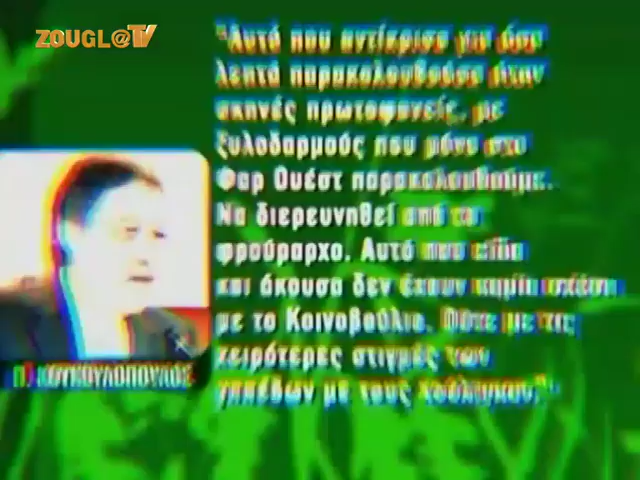 ZOUGL@TV
"Αυτό που αντίκρισα για όσα
λεπτά παρακολουθούσα ήταν
σκηνές πρωτοφανείς, με
ξυλοδαρμούς που μόνο στο
Φαρ Ουέστ παρακολουθούμε.
Να διερευνηθεί από το
φρούραρχο. Αυτά που είδα
και άκουσα δεν έχουν καμία σχέση
με το Κοινοβούλιο. Ούτε με τις
χειρότερες στιγμές των
γηπέδων με τους χούλιγκαν."
Π. ΚΟΥΚΟΥΛΟΠΟΥΛΟΣ